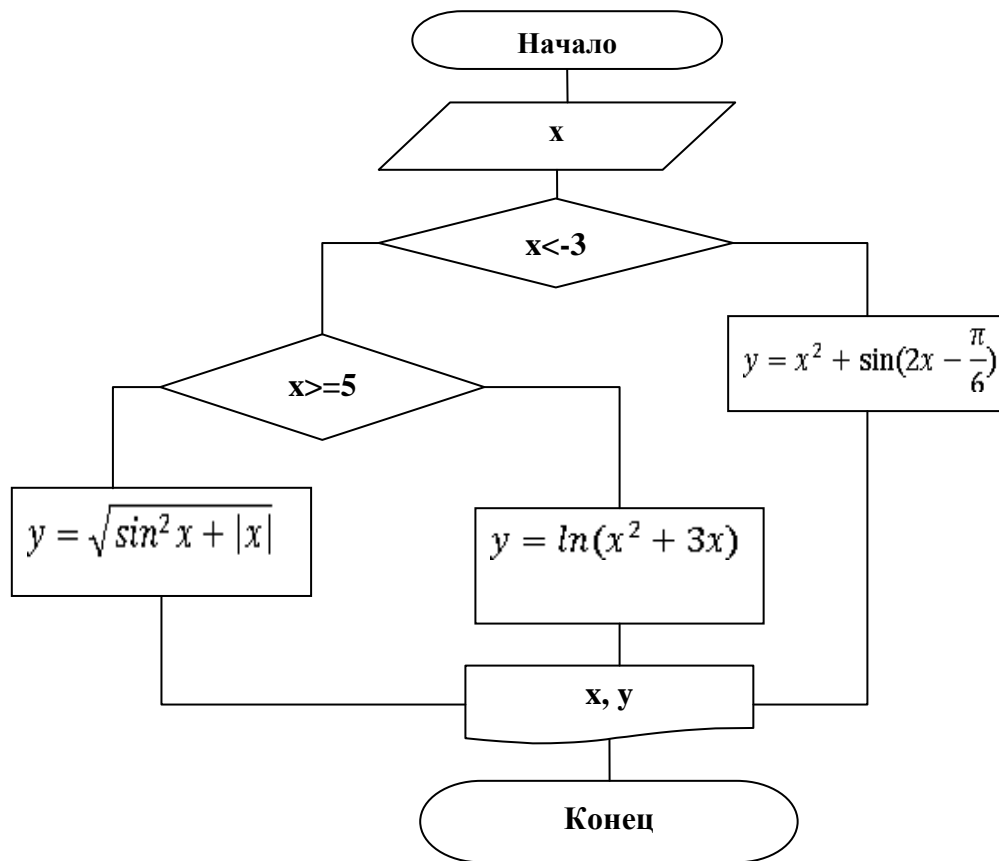 Начало
x
x<-3
x>=5
y = x² + sin(2x − π/6)
y = √(sin² x + |x|)
y = ln(x² + 3x)
x, y
Конец